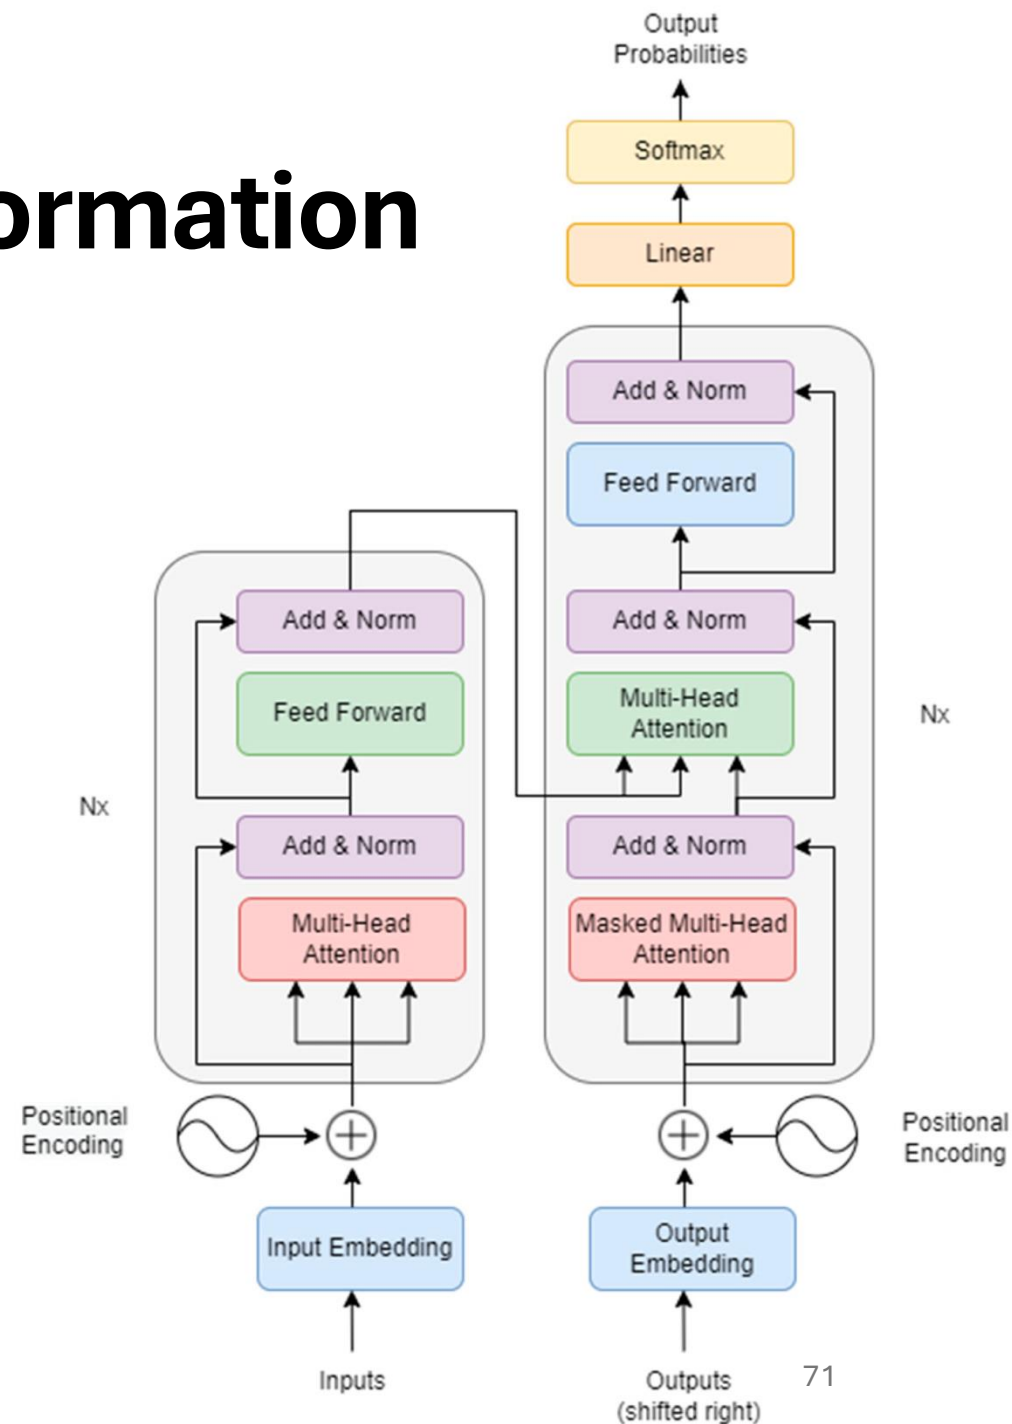 Output
Probabilities
Softmax
ormation
Linear
Add & Norm
Feed Forward
Add & Norm
Add & Norm
Feed Forward
Multi-Head
Attention
Nx
Nx
Add & Norm
Add & Norm
Multi-Head
Attention
Masked Multi-Head
Attention
Positional
Encoding
Positional
Encoding
Input Embedding
Output
Embedding
Inputs
Outputs
(shifted right)
71